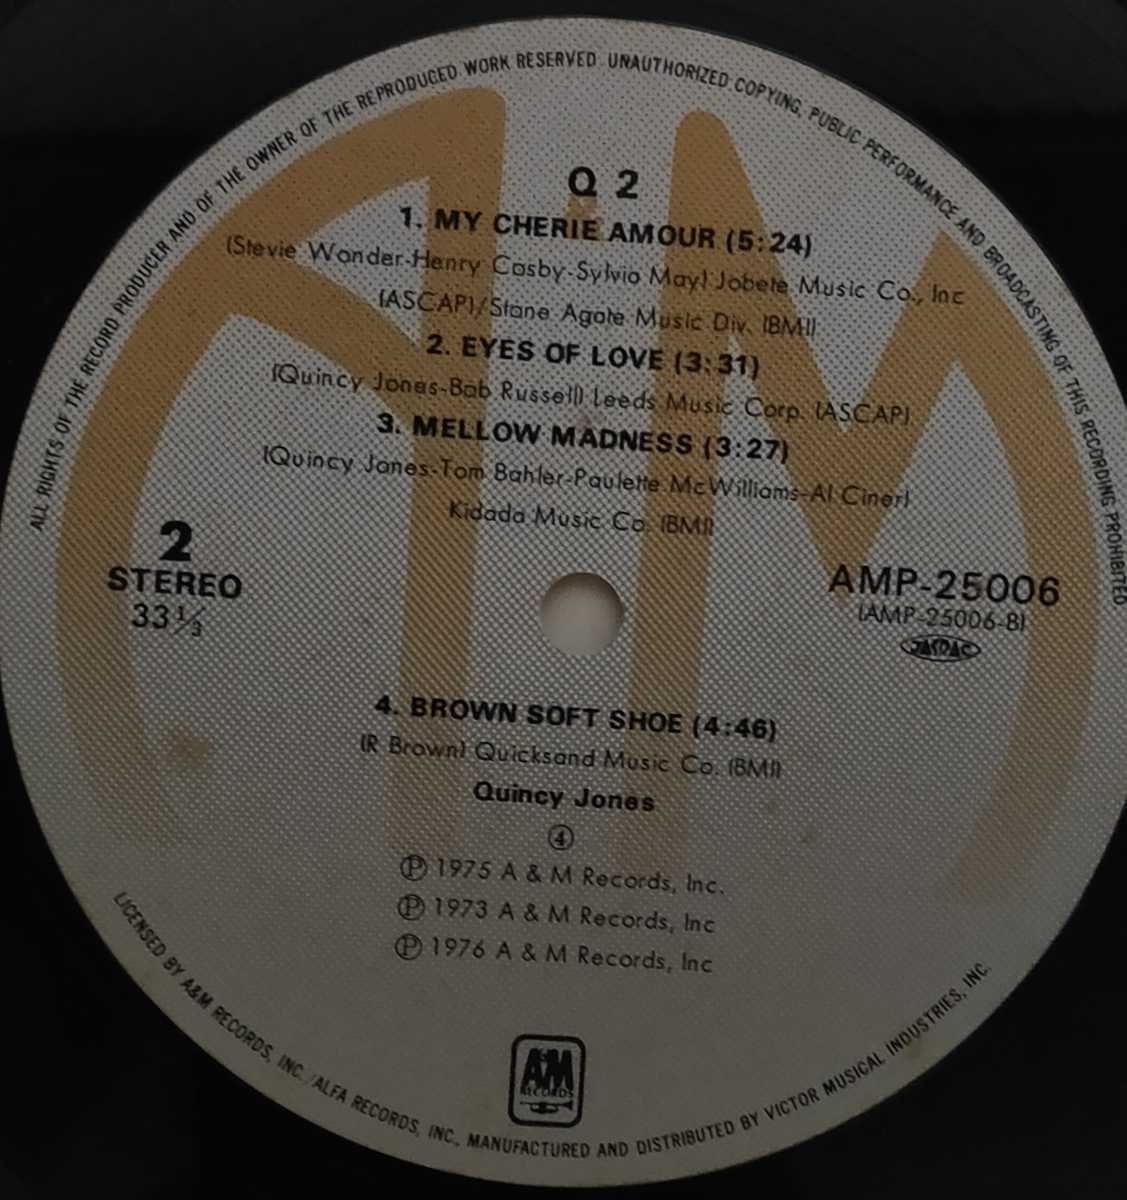 ALL RIGHTS OF THE RECORD PRODUCER AND OF THE OWNER OF THE REPRODUCED WORK RESERVED UNAUTHORIZED COPYING, PUBLIC PERFORMANCE AND BROADCASTING OF THIS RECORDING PROHIBITED
Q 2
1. MY CHERIE AMOUR (5:24)
(Stevie Wonder-Henry Cosby-Sylvia May) Jobete Music Co., Inc
(ASCAP)/Stone Agate Music Div. (BMI)
2. EYES OF LOVE (3:31)
(Quincy Jones-Bob Russell) Leeds Music Corp. (ASCAP)
3. MELLOW MADNESS (3:27)
(Quincy Jones-Tom Bahler-Paulette McWilliams-Al Ciner)
Kidada Music Co. (BMI)
2
STEREO
33 1/3
AMP-25006
(AMP-25006-B)
JASRAC
4. BROWN SOFT SHOE (4:46)
(R Brown) Quicksand Music Co. (BMI)
Quincy Jones
④
Ⓟ 1975 A & M Records, Inc.
Ⓟ 1973 A & M Records, Inc
Ⓟ 1976 A & M Records, Inc
A&M
RECORDS
LICENSED BY A&M RECORDS, INC./ALFA RECORDS, INC., MANUFACTURED AND DISTRIBUTED BY VICTOR MUSICAL INDUSTRIES, INC.